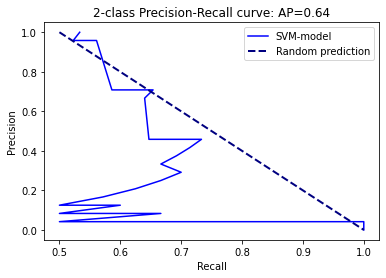 2-class Precision-Recall curve: AP=0.64
SVM-model
Random prediction
Precision
1.0
0.8
0.6
0.4
0.2
0.0
0.5
0.6
0.7
0.8
0.9
1.0
Recall